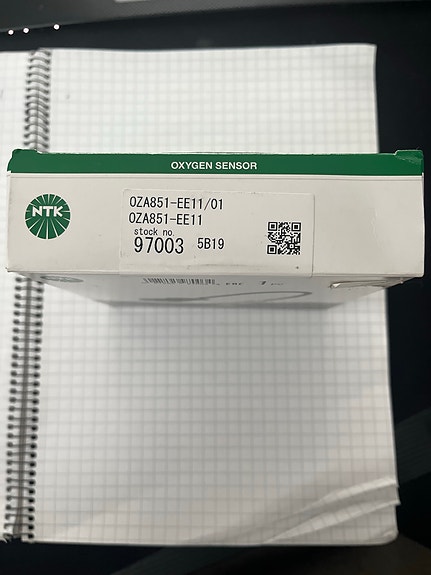 OXYGEN SENSOR
NTK
OZA851-EE11/01
OZA851-EE11
stock no.
97003 5B19